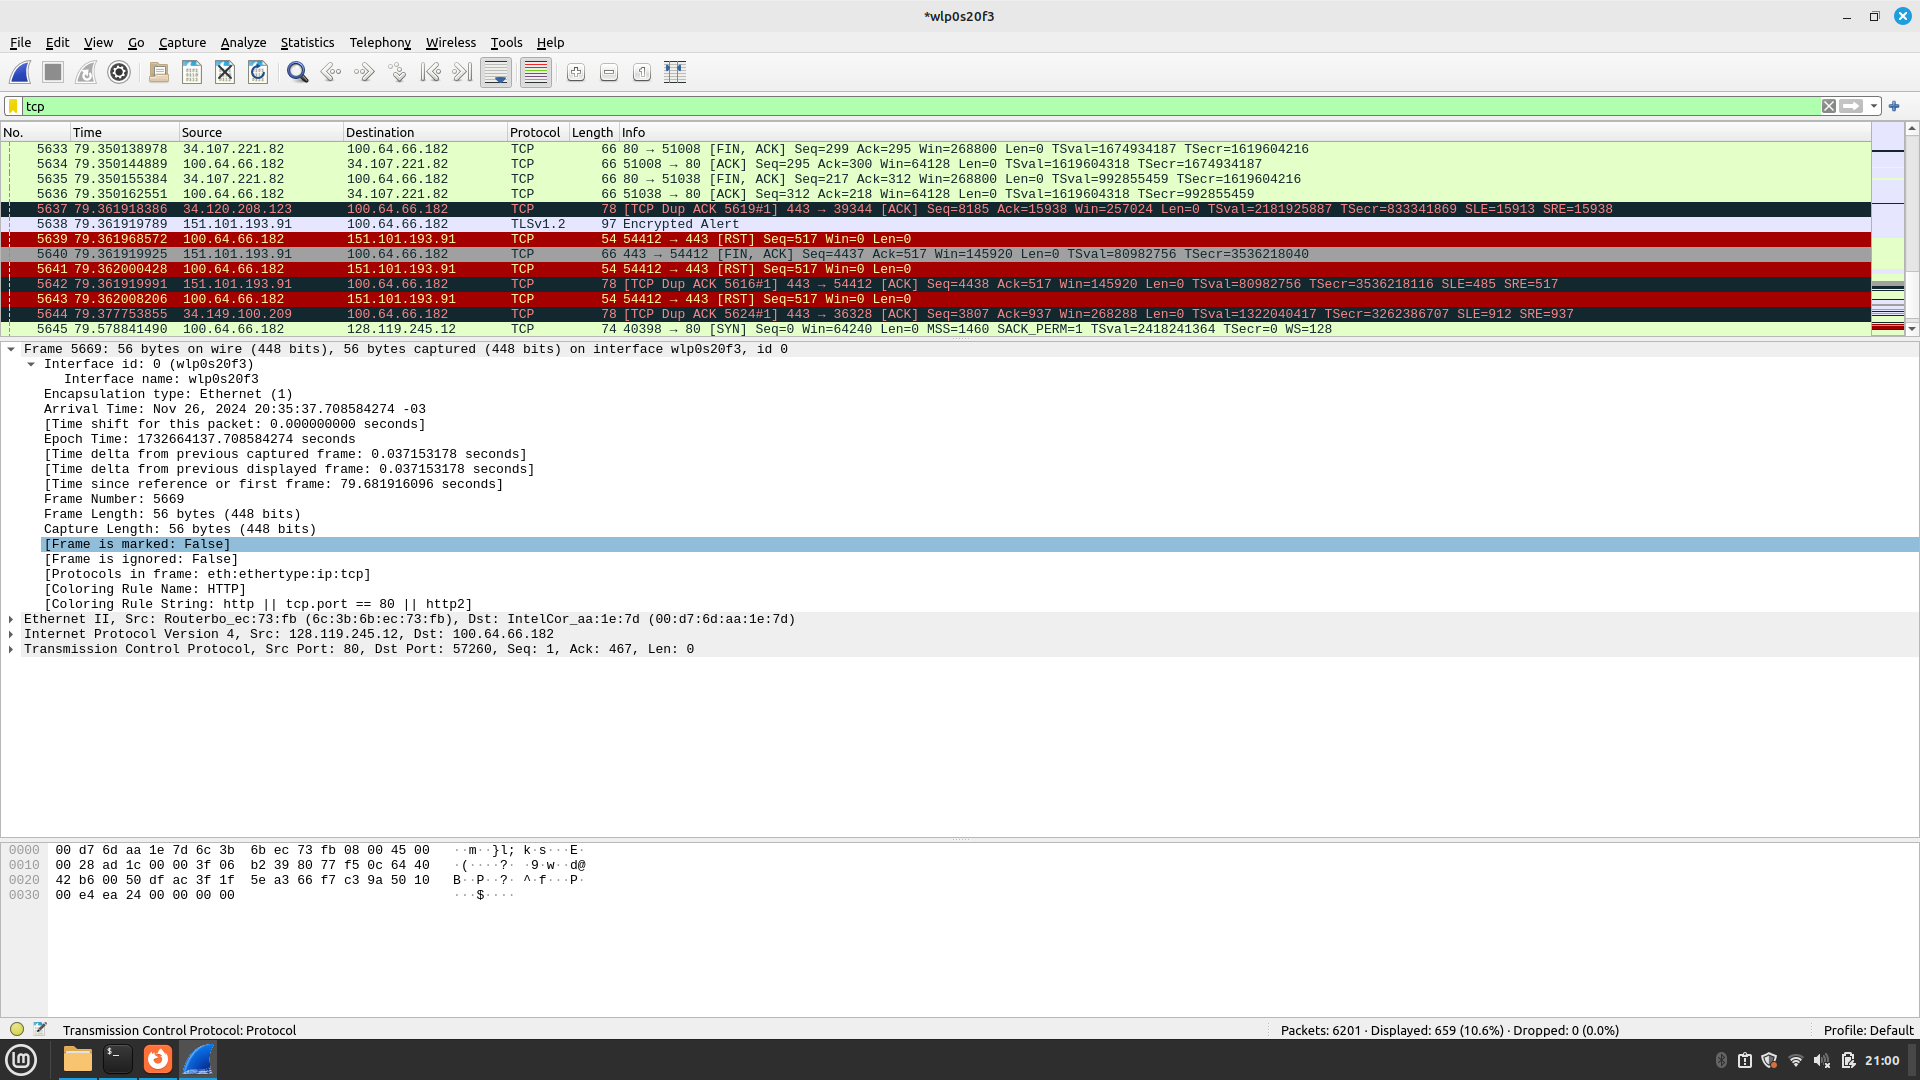 *wlp0s20f3
File Edit View Go Capture Analyze Statistics Telephony Wireless Tools Help
tcp
No. Time Source Destination Protocol Length Info
5633 79.350138978 34.107.221.82 100.64.66.182 TCP 66 80 → 51008 [FIN, ACK] Seq=299 Ack=295 Win=268800 Len=0 TSval=1674934187 TSecr=1619604216
5634 79.350144889 100.64.66.182 34.107.221.82 TCP 66 51008 → 80 [ACK] Seq=295 Ack=300 Win=64128 Len=0 TSval=1619604318 TSecr=1674934187
5635 79.350155384 34.107.221.82 100.64.66.182 TCP 66 80 → 51038 [FIN, ACK] Seq=217 Ack=312 Win=268800 Len=0 TSval=992855459 TSecr=1619604216
5636 79.350162551 100.64.66.182 34.107.221.82 TCP 66 51038 → 80 [ACK] Seq=312 Ack=218 Win=64128 Len=0 TSval=1619604318 TSecr=992855459
5637 79.361918386 34.120.208.123 100.64.66.182 TCP 78 [TCP Dup ACK 5619#1] 443 → 39344 [ACK] Seq=8185 Ack=15938 Win=257024 Len=0 TSval=2181925887 TSecr=833341869 SLE=15913 SRE=15938
5638 79.361919789 151.101.193.91 100.64.66.182 TLSv1.2 97 Encrypted Alert
5639 79.361968572 100.64.66.182 151.101.193.91 TCP 54 54412 → 443 [RST] Seq=517 Win=0 Len=0
5640 79.361919925 151.101.193.91 100.64.66.182 TCP 66 443 → 54412 [FIN, ACK] Seq=4437 Ack=517 Win=145920 Len=0 TSval=80982756 TSecr=3536218040
5641 79.362000428 100.64.66.182 151.101.193.91 TCP 54 54412 → 443 [RST] Seq=517 Win=0 Len=0
5642 79.361919991 151.101.193.91 100.64.66.182 TCP 78 [TCP Dup ACK 5616#1] 443 → 54412 [ACK] Seq=4438 Ack=517 Win=145920 Len=0 TSval=80982756 TSecr=3536218116 SLE=485 SRE=517
5643 79.362008206 100.64.66.182 151.101.193.91 TCP 54 54412 → 443 [RST] Seq=517 Win=0 Len=0
5644 79.377753855 34.149.100.209 100.64.66.182 TCP 78 [TCP Dup ACK 5624#1] 443 → 36328 [ACK] Seq=3807 Ack=937 Win=268288 Len=0 TSval=1322040417 TSecr=3262386707 SLE=912 SRE=937
5645 79.578841490 100.64.66.182 128.119.245.12 TCP 74 40398 → 80 [SYN] Seq=0 Win=64240 Len=0 MSS=1460 SACK_PERM=1 TSval=2418241364 TSecr=0 WS=128
Frame 5669: 56 bytes on wire (448 bits), 56 bytes captured (448 bits) on interface wlp0s20f3, id 0
Interface id: 0 (wlp0s20f3)
Interface name: wlp0s20f3
Encapsulation type: Ethernet (1)
Arrival Time: Nov 26, 2024 20:35:37.708584274 -03
[Time shift for this packet: 0.000000000 seconds]
Epoch Time: 1732664137.708584274 seconds
[Time delta from previous captured frame: 0.037153178 seconds]
[Time delta from previous displayed frame: 0.037153178 seconds]
[Time since reference or first frame: 79.681916096 seconds]
Frame Number: 5669
Frame Length: 56 bytes (448 bits)
Capture Length: 56 bytes (448 bits)
[Frame is marked: False]
[Frame is ignored: False]
[Protocols in frame: eth:ethertype:ip:tcp]
[Coloring Rule Name: HTTP]
[Coloring Rule String: http || tcp.port == 80 || http2]
Ethernet II, Src: Routerbo_ec:73:fb (6c:3b:6b:ec:73:fb), Dst: IntelCor_aa:1e:7d (00:d7:6d:aa:1e:7d)
Internet Protocol Version 4, Src: 128.119.245.12, Dst: 100.64.66.182
Transmission Control Protocol, Src Port: 80, Dst Port: 57260, Seq: 1, Ack: 467, Len: 0
0000 00 d7 6d aa 1e 7d 6c 3b 6b ec 73 fb 08 00 45 00 ··m··}l; k·s···E·
0010 00 28 ad 1c 00 00 3f 06 b2 39 80 77 f5 0c 64 40 ·(····?· ·9·w··d@
0020 42 b6 00 50 df ac 3f 1f 5e a3 66 f7 c3 9a 50 10 B··P··?· ^·f···P·
0030 00 e4 ea 24 00 00 00 00 ···$····
Transmission Control Protocol: Protocol
Packets: 6201 · Displayed: 659 (10.6%) · Dropped: 0 (0.0%)
Profile: Default
21:00